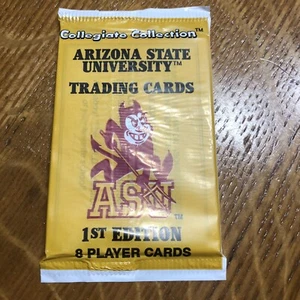 Collegiate Collection™
ARIZONA STATE
UNIVERSITY™
TRADING CARDS
ASU™
1ST EDITION
8 PLAYER CARDS